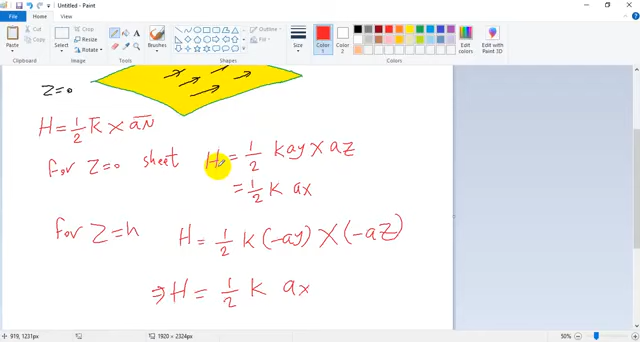 *Untitled - Paint
File Home View
Paste
Cut
Copy
Select
Crop
Resize
Rotate
Brushes
Outline
Fill
Size
Color 1
Color 2
Edit colors
Edit with Paint 3D
Clipboard Image Tools Shapes Colors
Z=0
H = 1/2 K̅ × a̅N̅
for Z=0 sheet H0 = 1/2 K ay × az
= 1/2 K ax
for Z=h H = 1/2 K (-ay) × (-az)
⇒ H = 1/2 K ax
919, 1231px
1920 × 2324px
50%